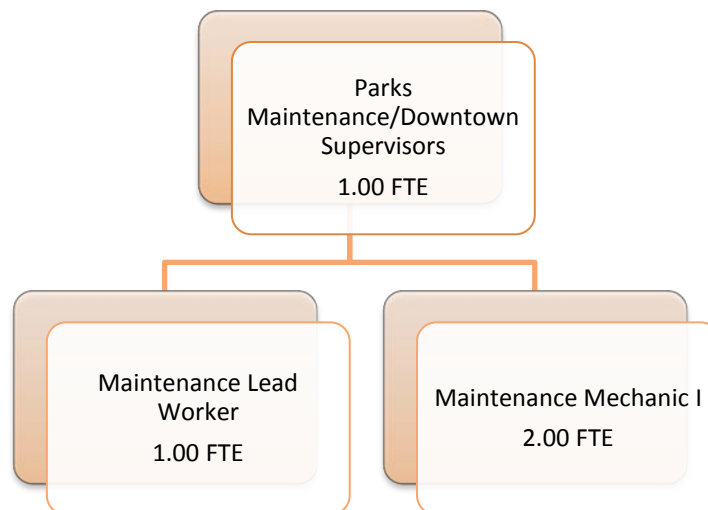 Parks
Maintenance/Downtown
Supervisors
1.00 FTE
Maintenance Lead
Worker
1.00 FTE
Maintenance Mechanic I
2.00 FTE